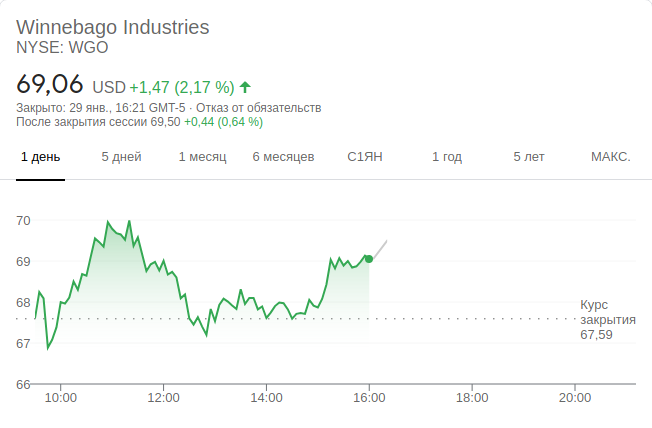 Winnebago Industries
NYSE: WGO
69,06 USD +1,47 (2,17 %)
Закрыто: 29 янв., 16:21 GMT-5 · Отказ от обязательств
После закрытия сессии 69,50 +0,44 (0,64 %)
1 день 5 дней 1 месяц 6 месяцев С1ЯН 1 год 5 лет МАКС.
70
69
68
Курс
закрытия
67,59
67
66
10:00 12:00 14:00 16:00 18:00 20:00